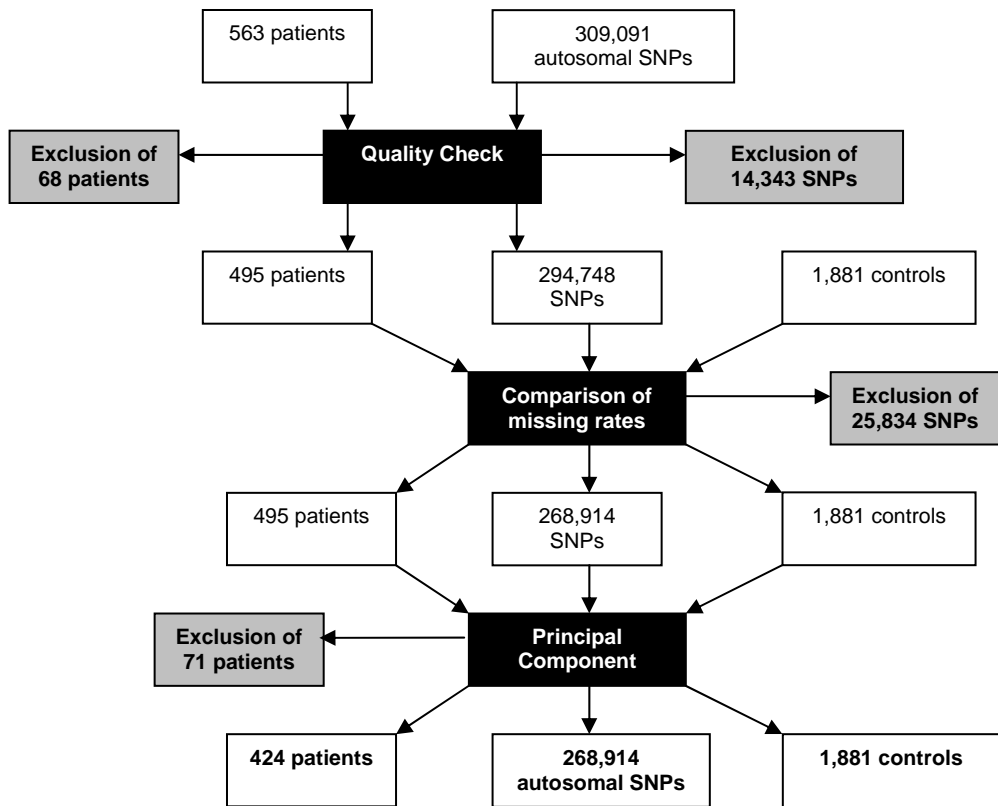 563 patients
309,091
autosomal SNPs
Exclusion of
68 patients
Quality Check
Exclusion of
14,343 SNPs
495 patients
294,748
SNPs
1,881 controls
Comparison of
missing rates
Exclusion of
25,834 SNPs
495 patients
268,914
SNPs
1,881 controls
Exclusion of
71 patients
Principal
Component
424 patients
268,914
autosomal SNPs
1,881 controls